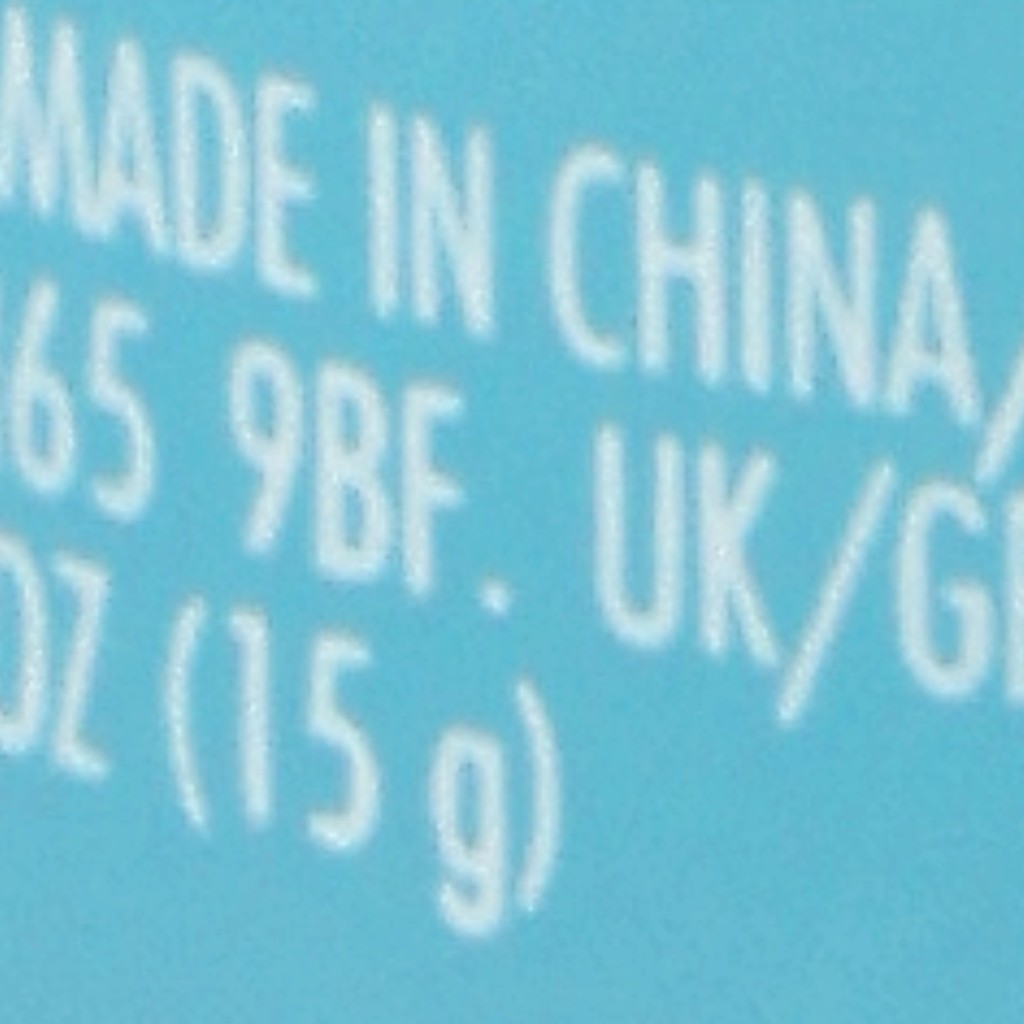 MADE IN CHINA/
65 9BF. UK/G
OZ (15 g)